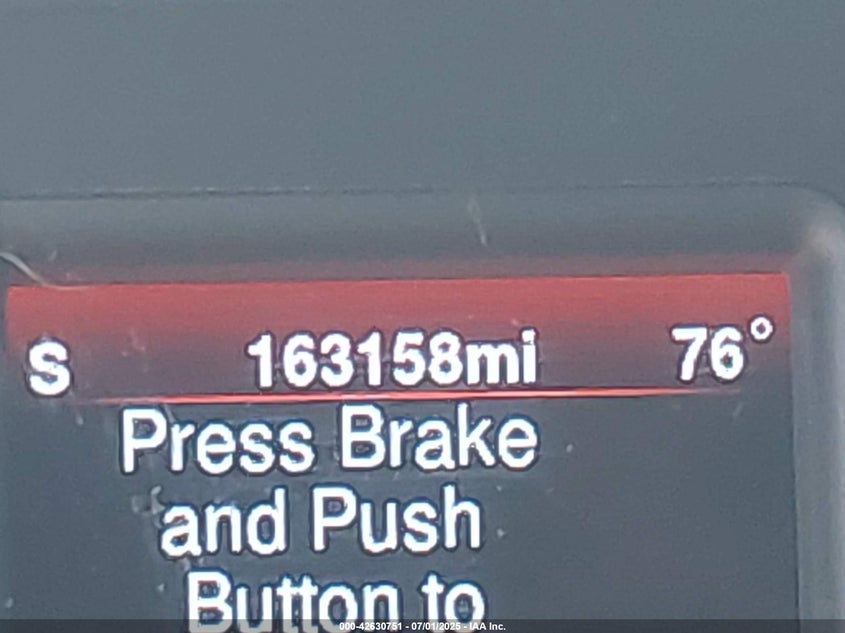 S 163158mi 76°
Press Brake
and Push
Button to
000-42630751 - 07/01/2025 - IAA Inc.